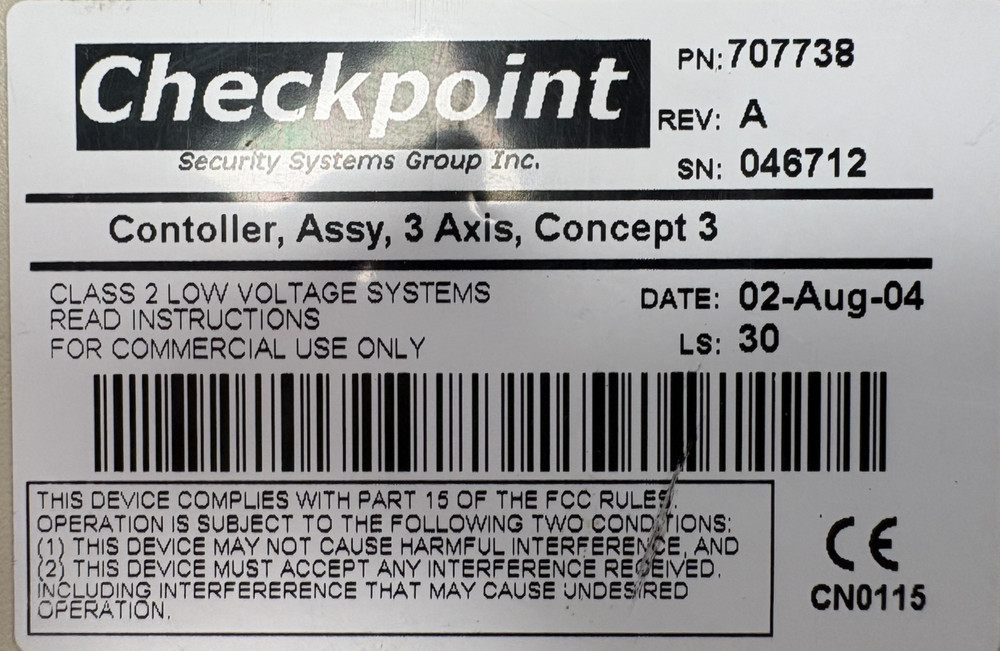 Checkpoint
Security Systems Group Inc.
PN: 707738
REV: A
SN: 046712
Contoller, Assy, 3 Axis, Concept 3
CLASS 2 LOW VOLTAGE SYSTEMS
READ INSTRUCTIONS
FOR COMMERCIAL USE ONLY
DATE: 02-Aug-04
LS: 30
THIS DEVICE COMPLIES WITH PART 15 OF THE FCC RULES.
OPERATION IS SUBJECT TO THE FOLLOWING TWO CONDITIONS:
(1) THIS DEVICE MAY NOT CAUSE HARMFUL INTERFERENCE, AND
(2) THIS DEVICE MUST ACCEPT ANY INTERFERENCE RECEIVED,
INCLUDING INTERFERERENCE THAT MAY CAUSE UNDESIRED
OPERATION.
CE
CN0115